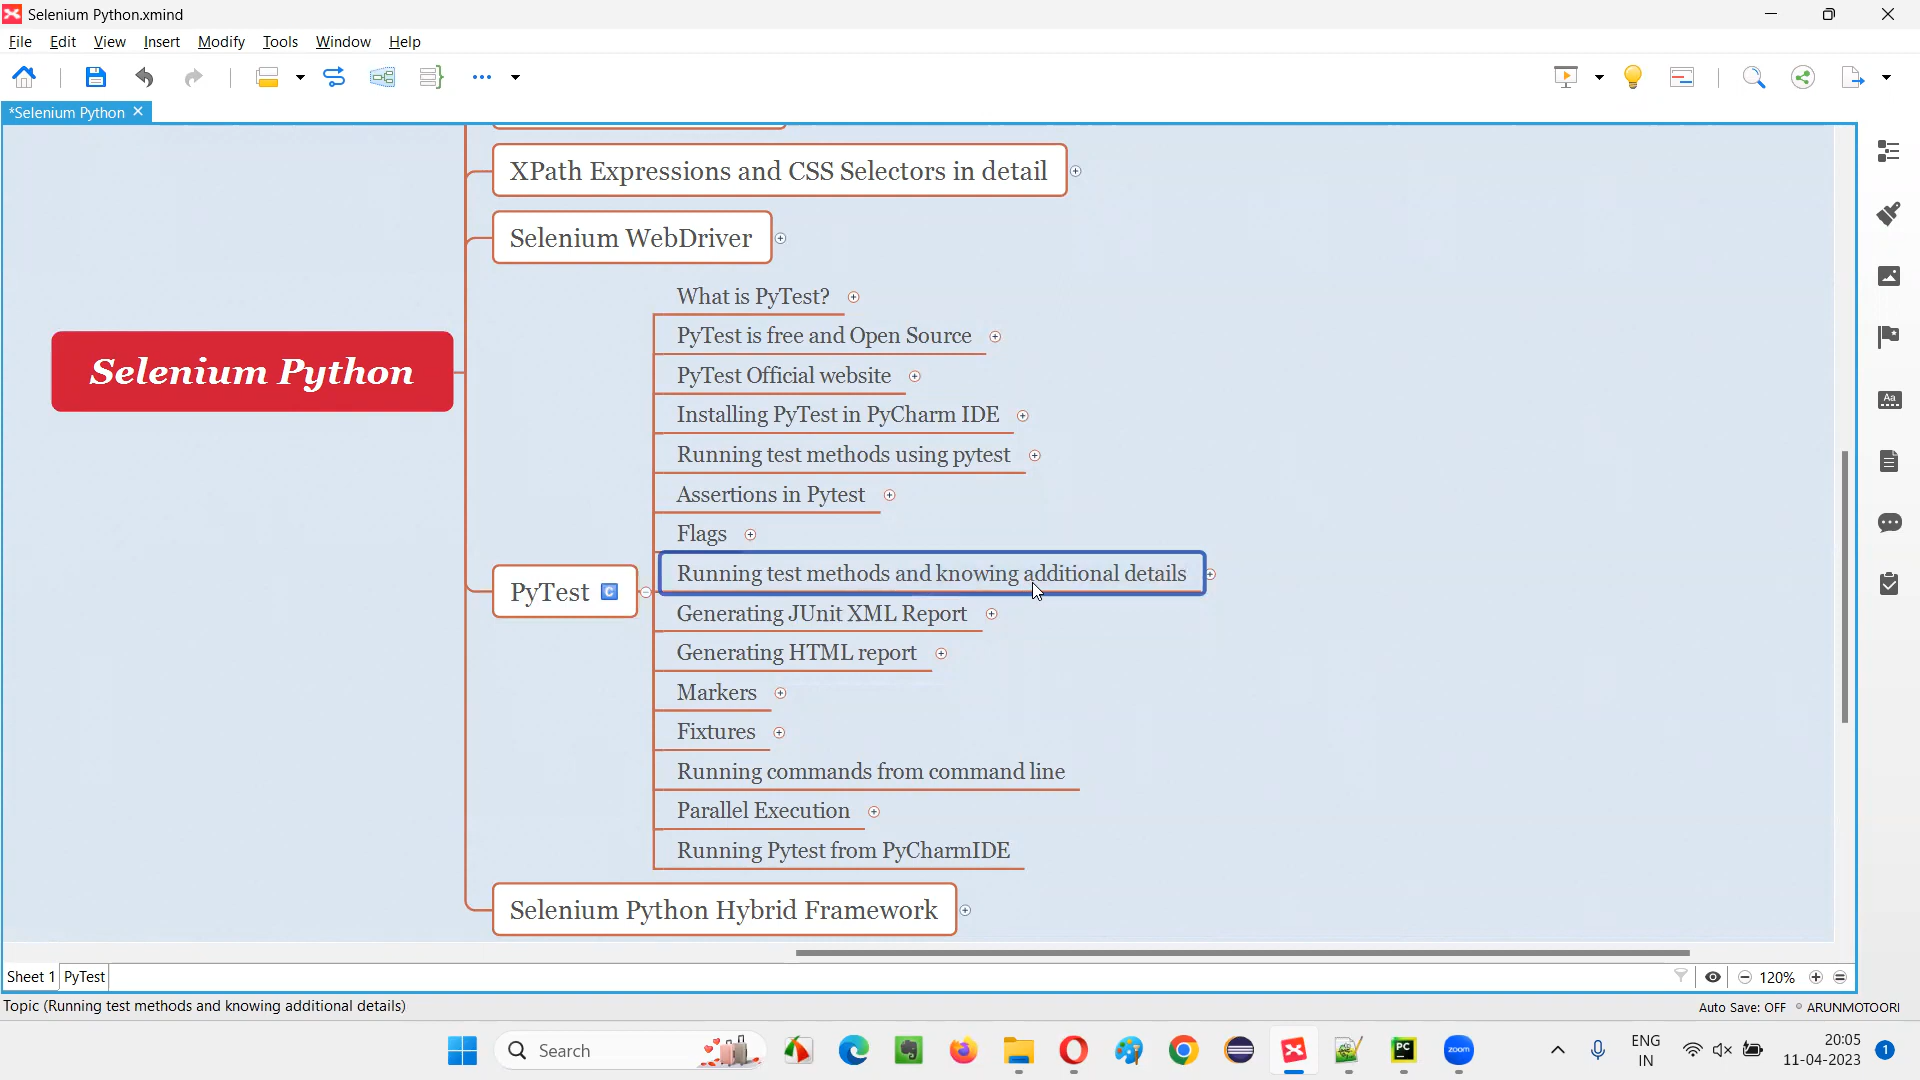 Selenium Python.xmind
File Edit View Insert Modify Tools Window Help
*Selenium Python
XPath Expressions and CSS Selectors in detail
Selenium WebDriver
What is PyTest?
PyTest is free and Open Source
Selenium Python
PyTest Official website
Installing PyTest in PyCharm IDE
Running test methods using pytest
Assertions in Pytest
Flags
Running test methods and knowing additional details
PyTest C
Generating JUnit XML Report
Generating HTML report
Markers
Fixtures
Running commands from command line
Parallel Execution
Running Pytest from PyCharmIDE
Selenium Python Hybrid Framework
Sheet 1 PyTest
120%
Topic (Running test methods and knowing additional details)
Auto Save: OFF ARUNMOTOORI
Search
PC
zoom
ENG
IN
20:05
11-04-2023
1
Aa